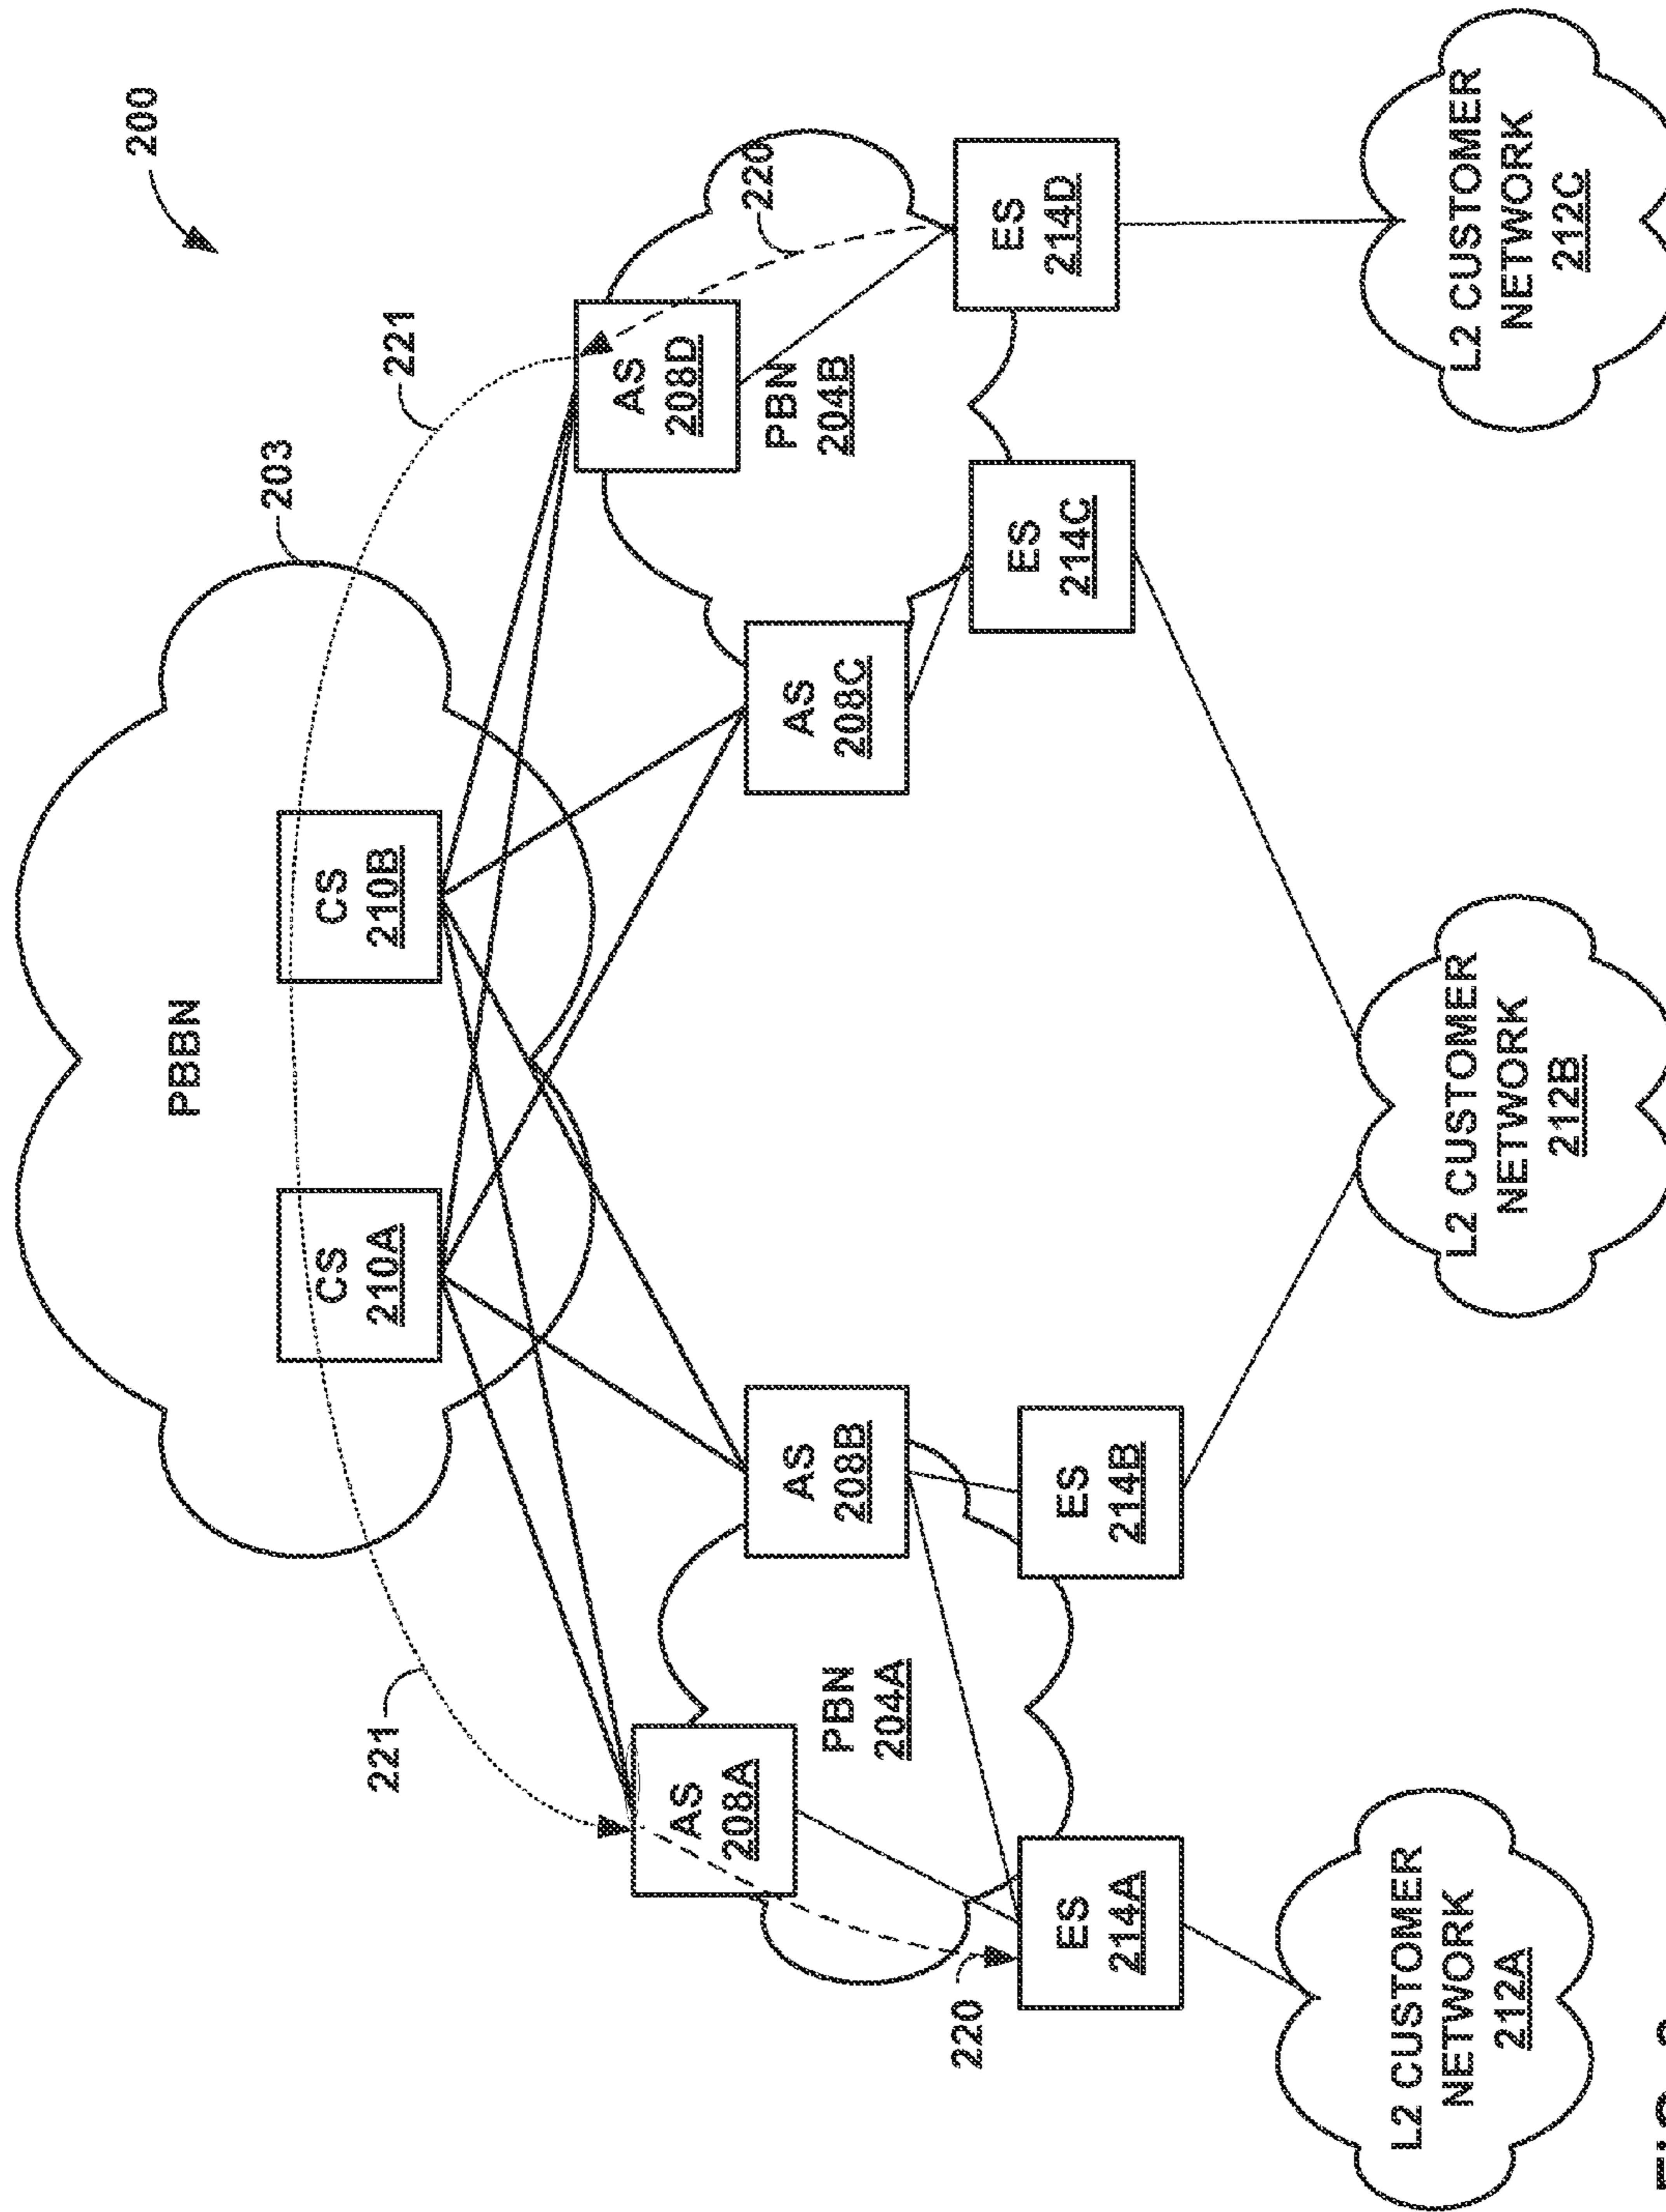 200
203
PBBN
CS
210A
CS
210B
221
221
AS
208A
AS
208B
AS
208C
AS
208D
PBN
204A
PBN
204B
220
220
ES
214A
ES
214B
ES
214C
ES
214D
L2 CUSTOMER
NETWORK
212A
L2 CUSTOMER
NETWORK
212B
L2 CUSTOMER
NETWORK
212C